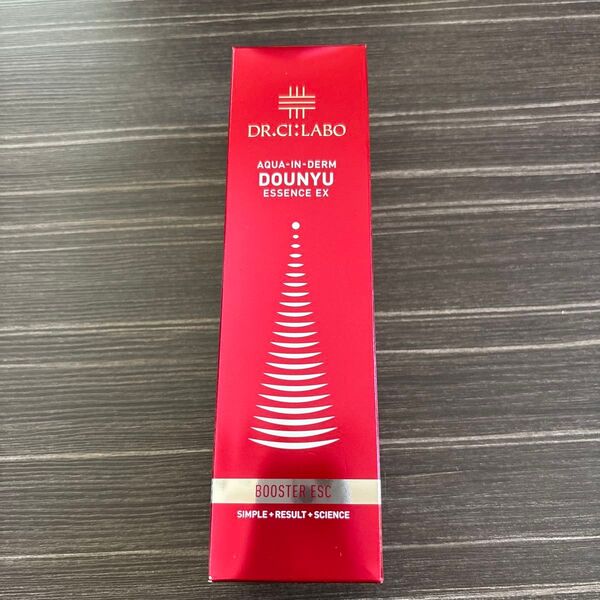 DR.CI:LABO
AQUA-IN-DERM
DOUNYU
ESSENCE EX
BOOSTER ESC
SIMPLE+RESULT+SCIENCE